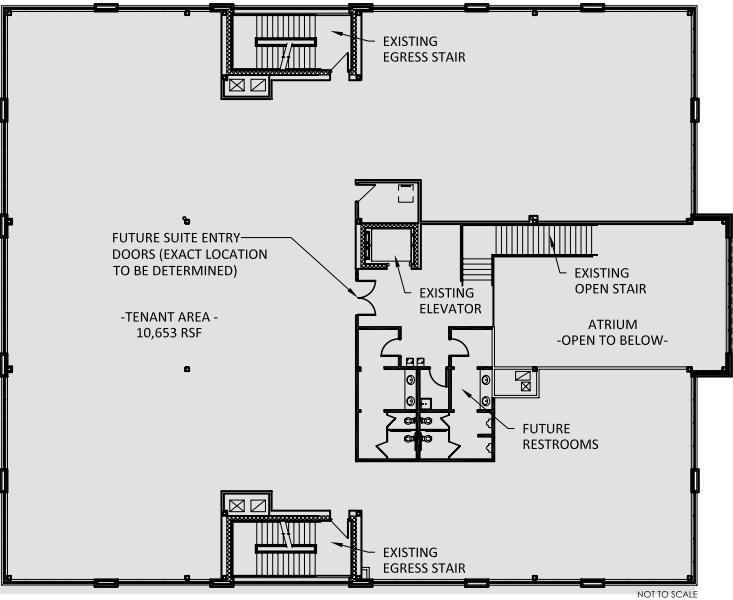 EXISTING
EGRESS STAIR
FUTURE SUITE ENTRY
DOORS (EXACT LOCATION
TO BE DETERMINED)
EXISTING
OPEN STAIR
EXISTING
ELEVATOR
-TENANT AREA -
10,653 RSF
ATRIUM
-OPEN TO BELOW-
FUTURE
RESTROOMS
EXISTING
EGRESS STAIR
NOT TO SCALE